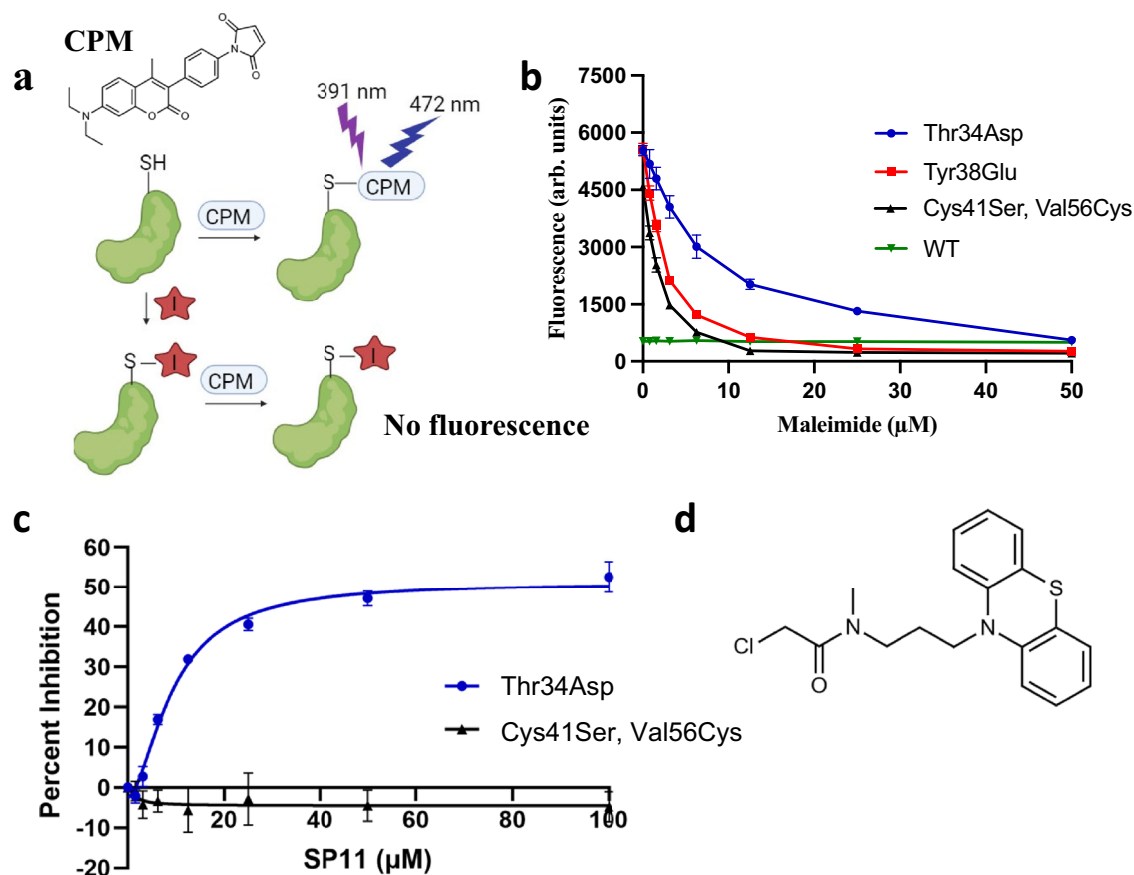 CPM
a
N
O
O
N
O
O
391 nm
472 nm
SH
CPM
S
CPM
I
S
I
CPM
S
I
No fluorescence
b
7500
6000
4500
3000
1500
0
Fluorescence (arb. units)
0
10
20
30
40
50
Maleimide (µM)
Thr34Asp
Tyr38Glu
Cys41Ser, Val56Cys
WT
c
60
50
40
30
20
10
0
-10
-20
Percent Inhibition
20
40
60
80
100
SP11 (µM)
Thr34Asp
Cys41Ser, Val56Cys
d
Cl
O
N
N
S